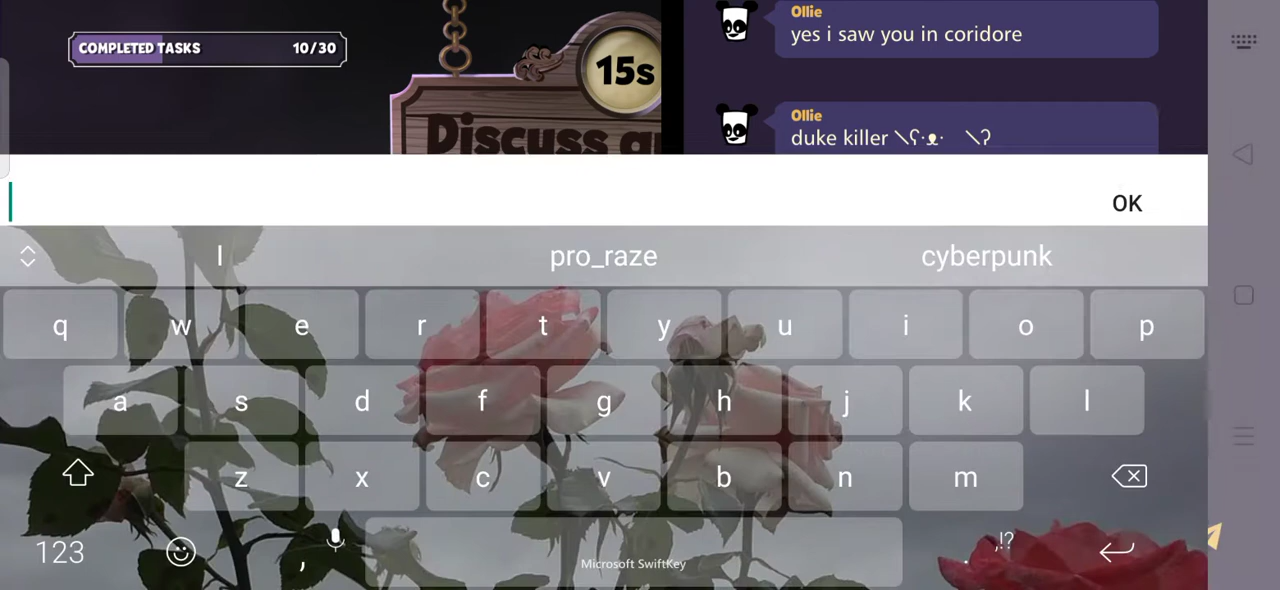 COMPLETED TASKS 10/30
15s
Discuss a
Ollie
yes i saw you in coridore
Ollie
duke killer ╲ʕ·ᴥ· ╲ʔ
OK
I pro_raze cyberpunk
q w e r t y u i o p
a s d f g h j k l
z x c v b n m
123 , Microsoft SwiftKey . ,!?